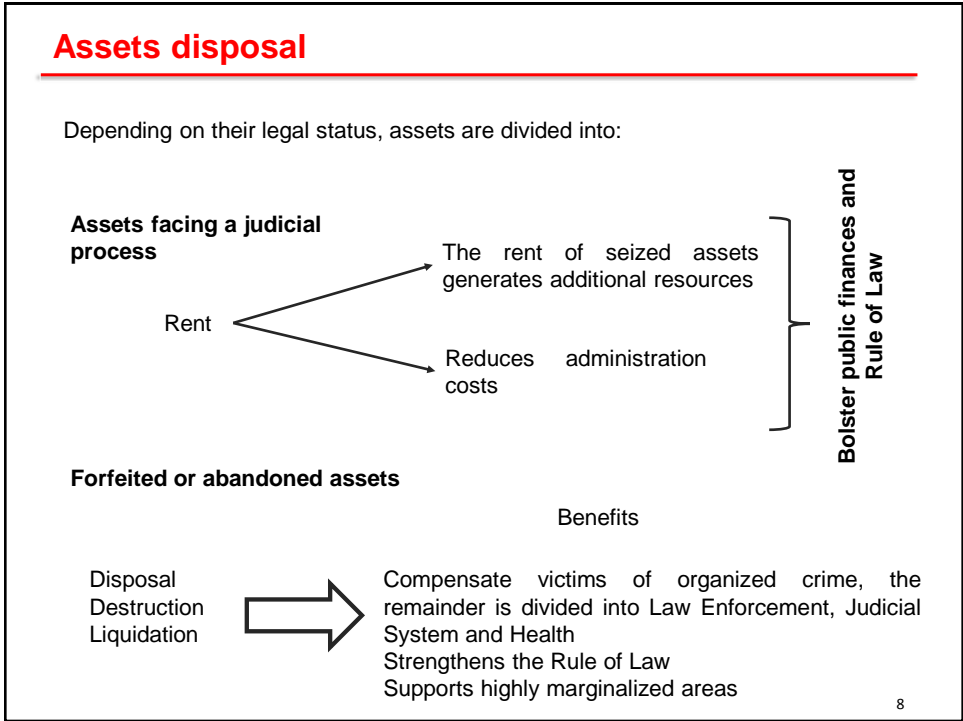 Assets disposal
Depending on their legal status, assets are divided into:
Assets facing a judicial
process
The rent of seized assets
generates additional resources
Rent
Reduces administration
costs
Bolster public finances and
Rule of Law
Forfeited or abandoned assets
Benefits
Disposal
Destruction
Liquidation
Compensate victims of organized crime, the
remainder is divided into Law Enforcement, Judicial
System and Health
Strengthens the Rule of Law
Supports highly marginalized areas
8